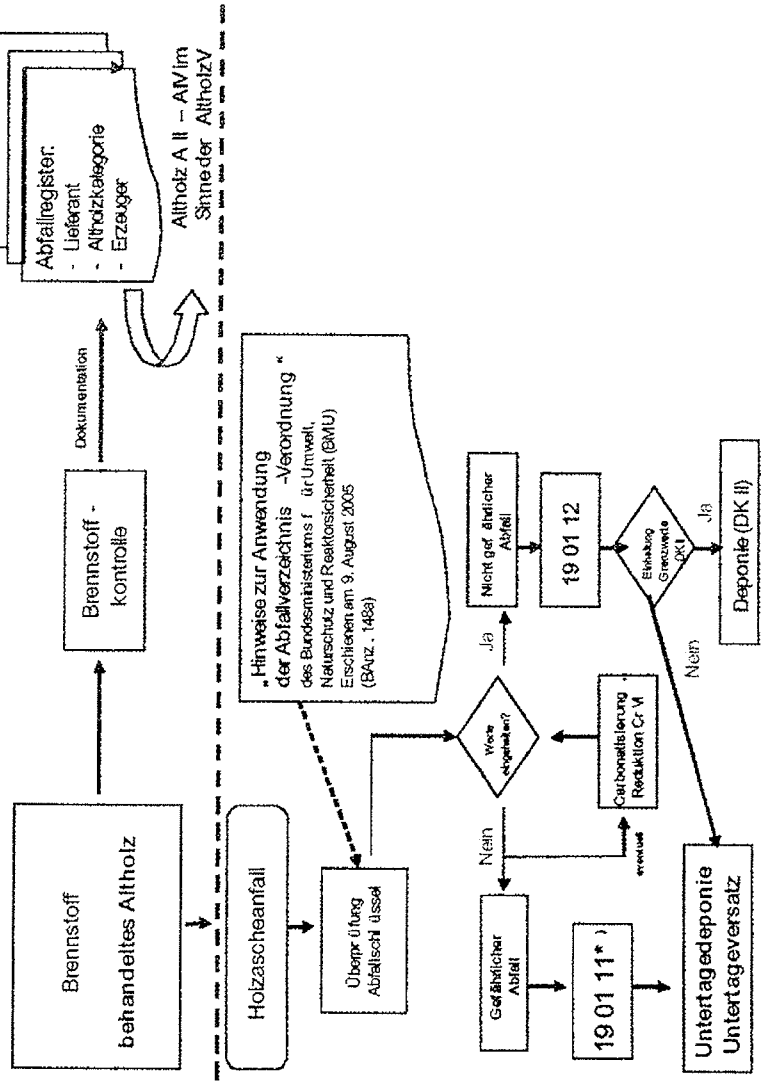 Brennstoff
behandeltes Altholz
Brennstoff -
kontrolle
Dokumentation
Abfallregister:
- Lieferant
- Altholzkategorie
- Erzeuger
Altholz A II – AIV im
Sinne der AltholzV
Holzascheanfall
Überprüfung
Abfallschlüssel
„Hinweise zur Anwendung
der Abfallverzeichnis -Verordnung “
des Bundesministeriums für Umwelt,
Naturschutz und Reaktorsicherheit (BMU)
Erschienen am 9. August 2005
(BAnz. 148a)
Werte
eingehalten?
Nein
Ja
Gefährlicher
Abfall
19 01 11* )
eventuell
Carbonatisierung,
Reduktion Cr VI
Nicht gefährlicher
Abfall
19 01 12
Einhaltung
Grenzwerte
DK II
Nein
Ja
Untertagedeponie
Untertageversatz
Deponie (DK II)